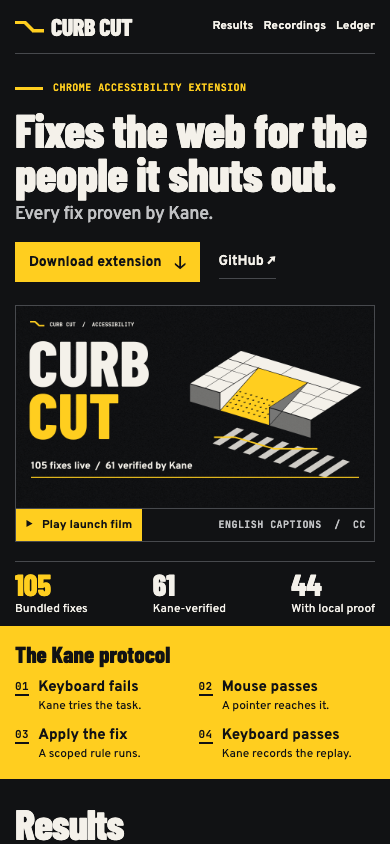 CURB CUT
Results Recordings Ledger
CHROME ACCESSIBILITY EXTENSION
Fixes the web for the
people it shuts out.
Every fix proven by Kane.
Download extension ↓
GitHub ↗
CURB CUT / ACCESSIBILITY
CURB
CUT
105 fixes live / 61 verified by Kane
Play launch film
ENGLISH CAPTIONS / CC
105 61 44
Bundled fixes Kane-verified With local proof
The Kane protocol
01 Keyboard fails
Kane tries the task.
02 Mouse passes
A pointer reaches it.
03 Apply the fix
A scoped rule runs.
04 Keyboard passes
Kane records the replay.
Results